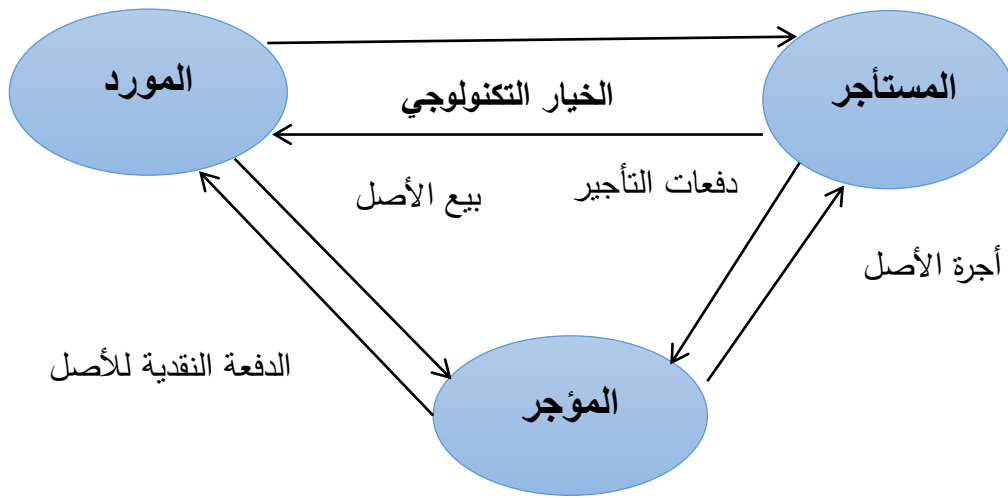 المستأجر
المورد
الخيار التكنولوجي
دفعات التأجير
بيع الأصل
أجرة الأصل
الدفعة النقدية للأصل
المؤجر